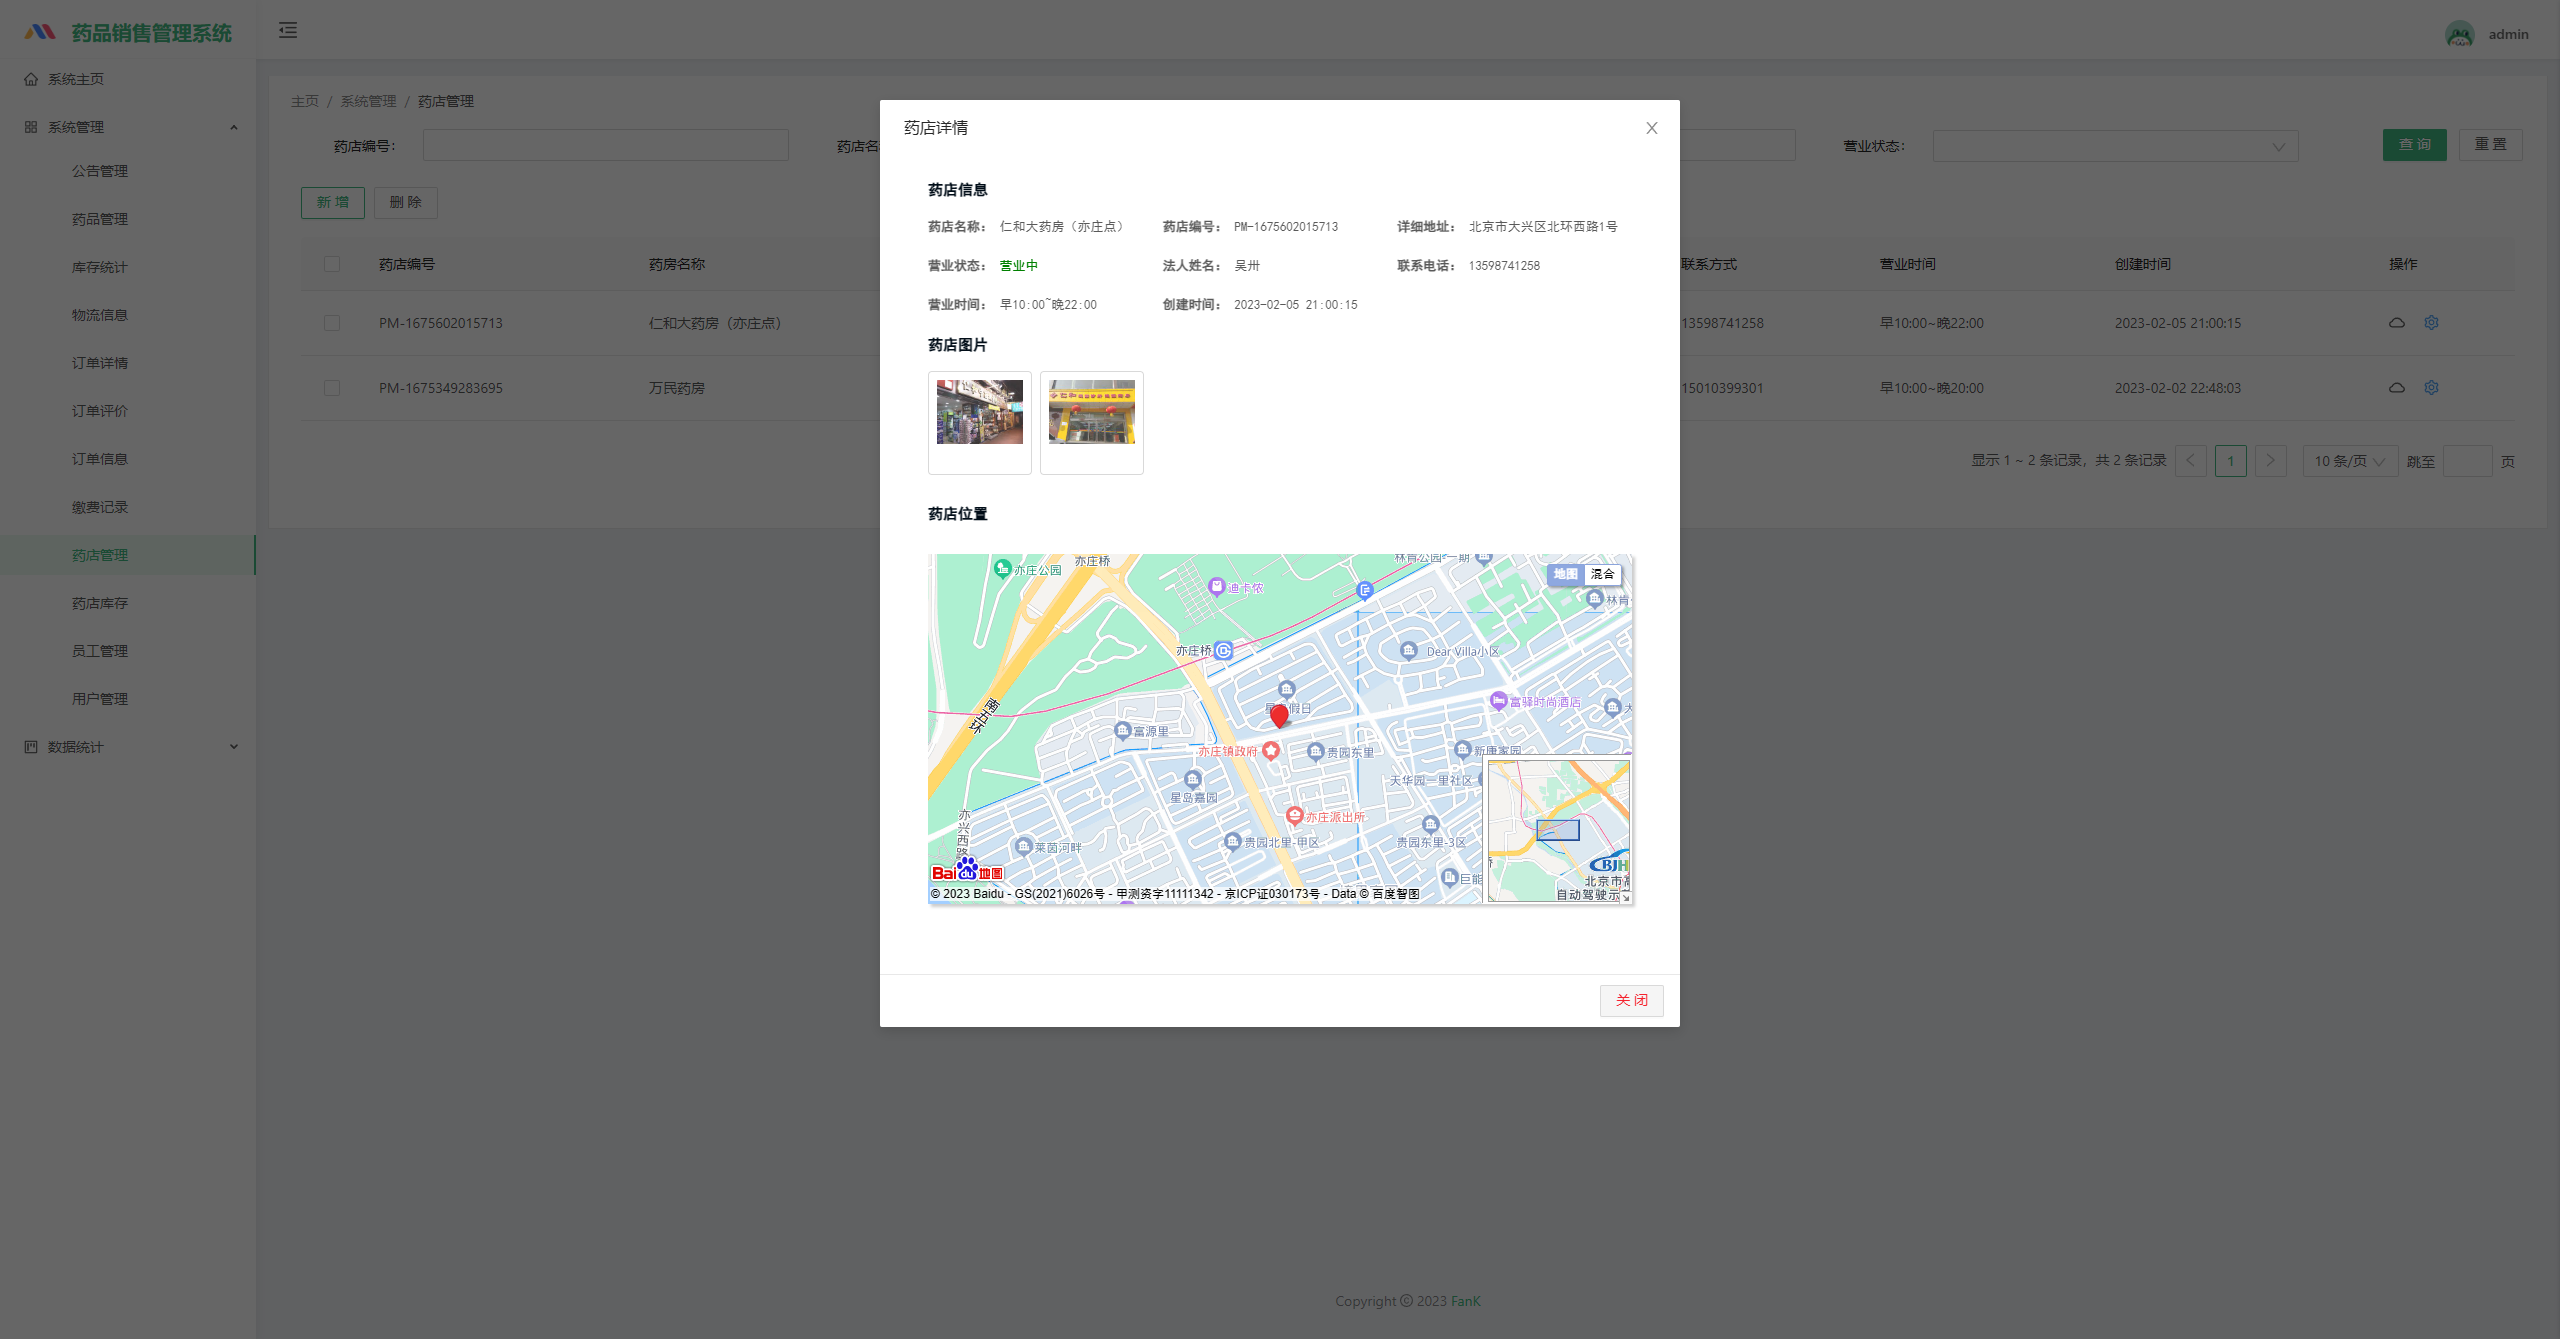 药品销售管理系统
admin
系统主页
系统管理
公告管理
药品管理
库存统计
物流信息
订单详情
订单评价
订单信息
缴费记录
药店管理
药店库存
员工管理
用户管理
数据统计
主页 / 系统管理 / 药店管理
药店编号:
药店名
营业状态:
查 询
重 置
新 增
删 除
药店编号 药房名称 联系方式 营业时间 创建时间 操作
PM-1675602015713 仁和大药房（亦庄点） 13598741258 早10:00~晚22:00 2023-02-05 21:00:15
PM-1675349283695 万民药房 15010399301 早10:00~晚20:00 2023-02-02 22:48:03
显示 1 ~ 2 条记录，共 2 条记录 1 10 条/页 跳至 页
药店详情
药店信息
药店名称: 仁和大药房（亦庄点） 药店编号: PM-1675602015713 详细地址: 北京市大兴区北环西路1号
营业状态: 营业中 法人姓名: 吴卅 联系电话: 13598741258
营业时间: 早10:00~晚22:00 创建时间: 2023-02-05 21:00:15
药店图片
药店位置
亦庄公园
亦庄桥
迪卡侬
林肯公园一期
地图 混合
林肯
亦庄桥
Dear Villa小区
南五环
假日
富驿时尚酒店
富源里
亦庄镇政府
贵园东里
新康家园
星岛嘉园
天华园一里社区
亦庄派出所
亦兴西路
莱茵河畔
贵园北里-甲区
贵园东里-3区
巨能
Baidu地图
© 2023 Baidu - GS(2021)6026号 - 甲测资字11111342 - 京ICP证030173号 - Data © 百度智图
北京市高
自动驾驶示
关 闭
Copyright © 2023 FanK